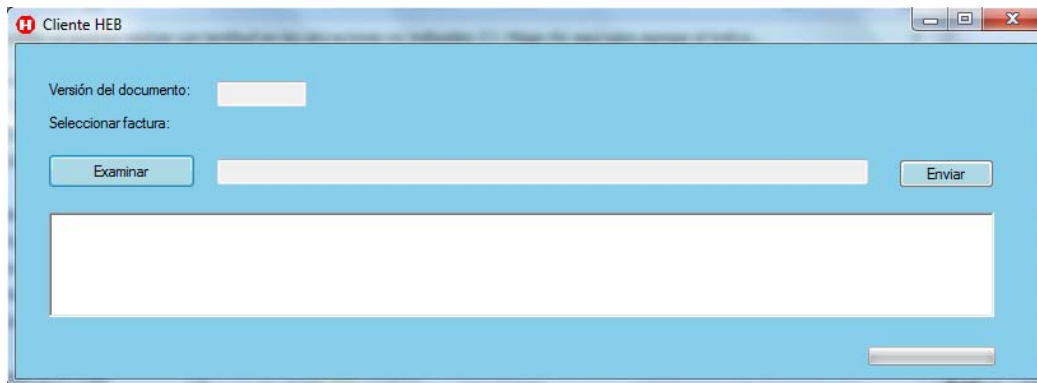 H Cliente HEB
Versión del documento:
Seleccionar factura:
Examinar
Enviar